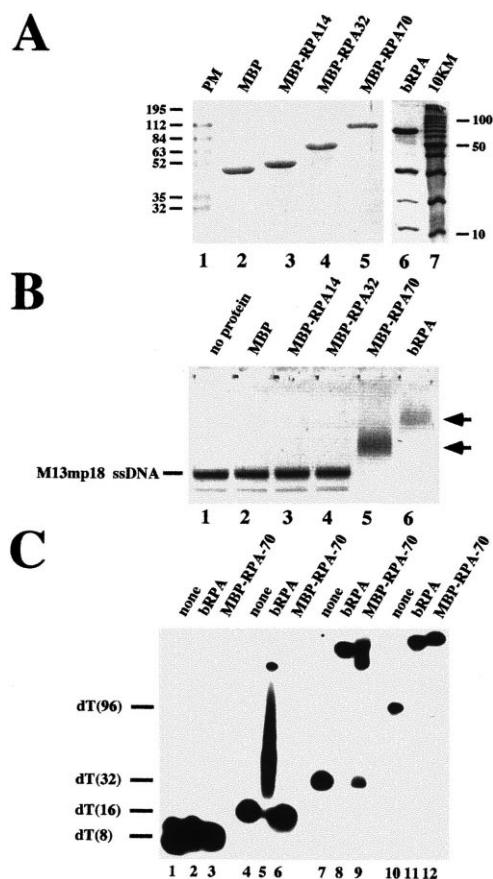 A
PM
MBP
MBP-RPA14
MBP-RPA32
MBP-RPA70
bRPA
10KM
195
112
84
63
52
35
32
100
50
10
1 2 3 4 5 6 7
B
no protein
MBP
MBP-RPA14
MBP-RPA32
MBP-RPA70
bRPA
M13mp18 ssDNA
1 2 3 4 5 6
C
none
bRPA
MBP-RPA-70
none
bRPA
MBP-RPA-70
none
bRPA
MBP-RPA-70
none
bRPA
MBP-RPA-70
dT(96)
dT(32)
dT(16)
dT(8)
1 2 3 4 5 6 7 8 9 10 11 12